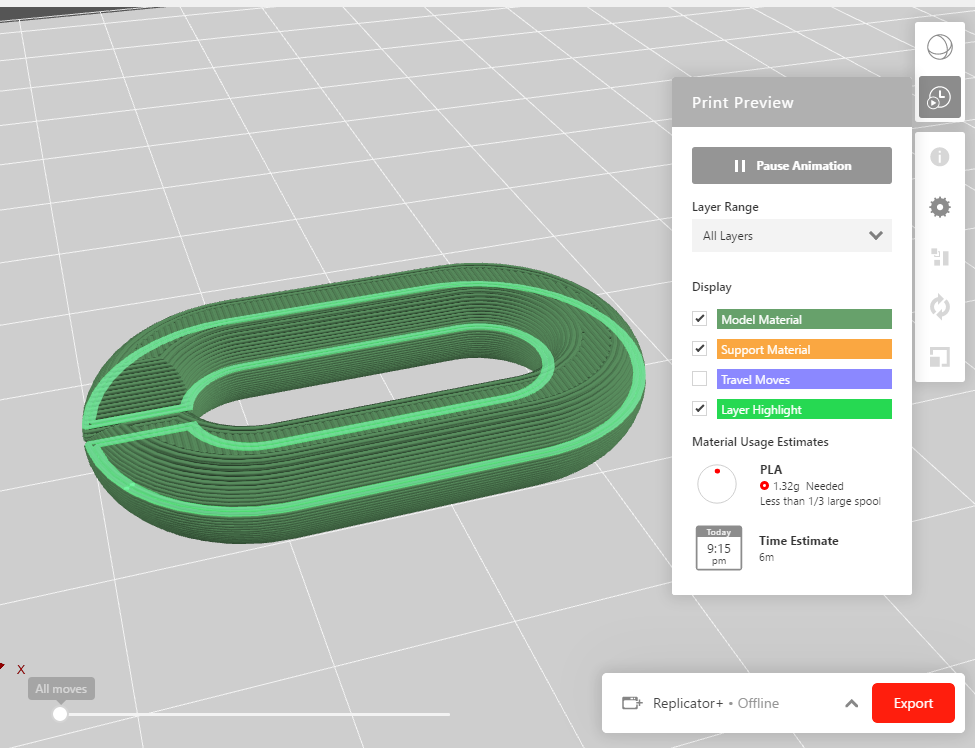 Print Preview
Pause Animation
Layer Range
All Layers
Display
Model Material
Support Material
Travel Moves
Layer Highlight
Material Usage Estimates
PLA
1.32g Needed
Less than 1/3 large spool
Today
9:15
pm
Time Estimate
6m
X
All moves
Replicator+ • Offline
Export